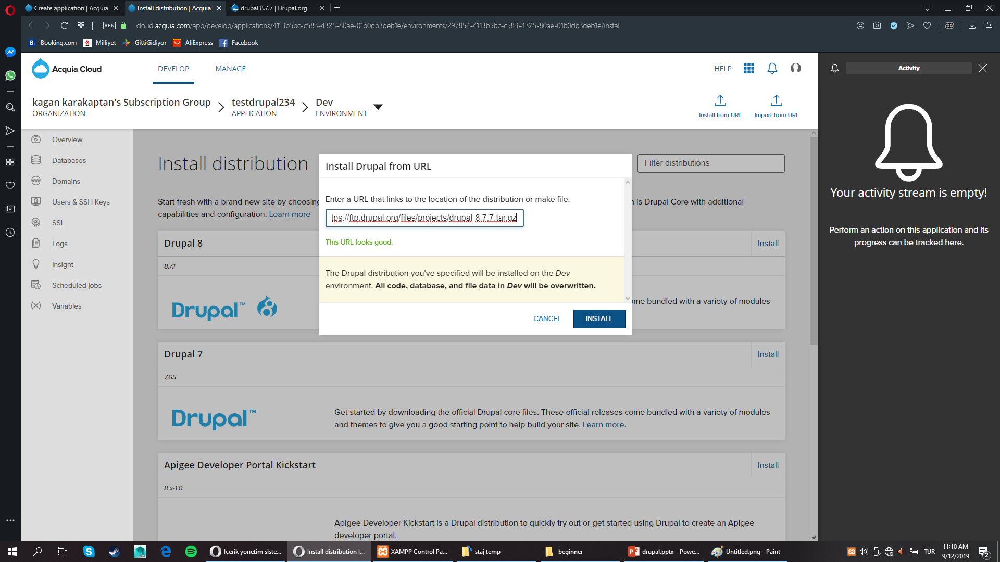 Create application | Acquia
Install distribution | Acquia
drupal 8.7.7 | Drupal.org
VPN
cloud.acquia.com/app/develop/applications/4113b5bc-c583-4325-80ae-01b0db3deb1e/environments/297854-4113b5bc-c583-4325-80ae-01b0db3deb1e/install
B. Booking.com
Milliyet
GittiGidiyor
AliExpress
Facebook
Acquia Cloud
DEVELOP
MANAGE
HELP
Activity
kagan karakaptan's Subscription Group
ORGANIZATION
testdrupal234
APPLICATION
Dev
ENVIRONMENT
Install from URL
Import from URL
Overview
Databases
Domains
Users & SSH Keys
SSL
Logs
Insight
Scheduled jobs
Variables
Install distribution
Filter distributions
Start fresh with a brand new site by choosing
n is Drupal Core with additional
capabilities and configuration. Learn more
Install Drupal from URL
Enter a URL that links to the location of the distribution or make file.
tps://ftp.drupal.org/files/projects/drupal-8.7.7.tar.gz
This URL looks good.
The Drupal distribution you've specified will be installed on the Dev
environment. All code, database, and file data in Dev will be overwritten.
CANCEL
INSTALL
Drupal 8
Install
8.7.1
Drupal™
ome bundled with a variety of modules
Drupal 7
Install
7.65
Drupal™
Get started by downloading the official Drupal core files. These official releases come bundled with a variety of modules
and themes to give you a good starting point to help build your site. Learn more.
Apigee Developer Portal Kickstart
Install
8.x-1.0
Apigee Developer Kickstart is a Drupal distribution to quickly try out or get started using Drupal to create an Apigee
developer portal.
Your activity stream is empty!
Perform an action on this application and its
progress can be tracked here.
İçerik yönetim siste...
Install distribution |...
XAMPP Control Pa...
staj temp
beginner
drupal.pptx - Powe...
Untitled.png - Paint
TUR
11:10 AM
9/12/2019
2